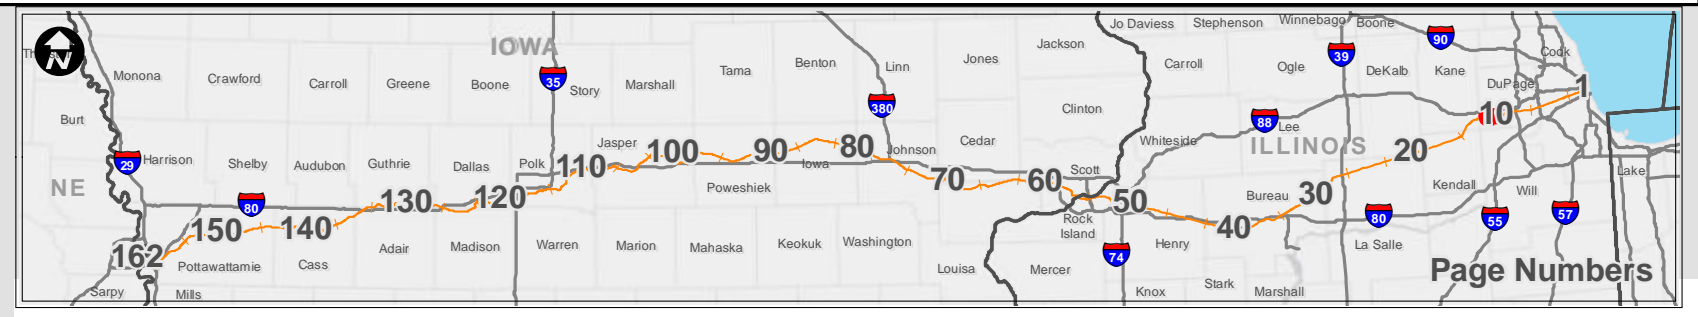 Jo Daviess Stephenson Winnebago Boone
IOWA Jackson 39 90 Cook
Monona Crawford Carroll Greene Boone 35 Story Marshall Tama Benton Linn Jones Carroll Ogle DeKalb Kane DuPage 1
N
Burt 380 Clinton 88 Lee 10
Harrison Shelby Audubon Guthrie Dallas Polk Jasper 100 90 Iowa 80 Johnson Cedar Whiteside ILLINOIS 20
29 110 Scott Lake
NE 80 130 120 Poweshiek 70 60 50 Bureau 30 Kendall Will
162 150 140 Rock
Island 40 80 55 57
Adair Madison Warren Marion Mahaska Keokuk Washington Henry La Salle
Pottawattamie Cass Louisa Mercer 74 Page Numbers
Sarpy Mills Knox Stark Marshall